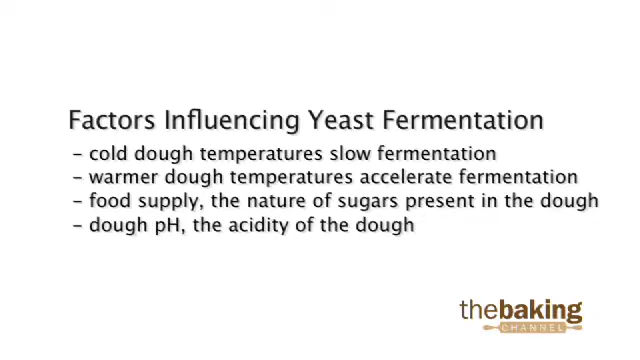 Factors Influencing Yeast Fermentation
– cold dough temperatures slow fermentation
– warmer dough temperatures accelerate fermentation
– food supply, the nature of sugars present in the dough
– dough pH, the acidity of the dough
thebaking
CHANNEL